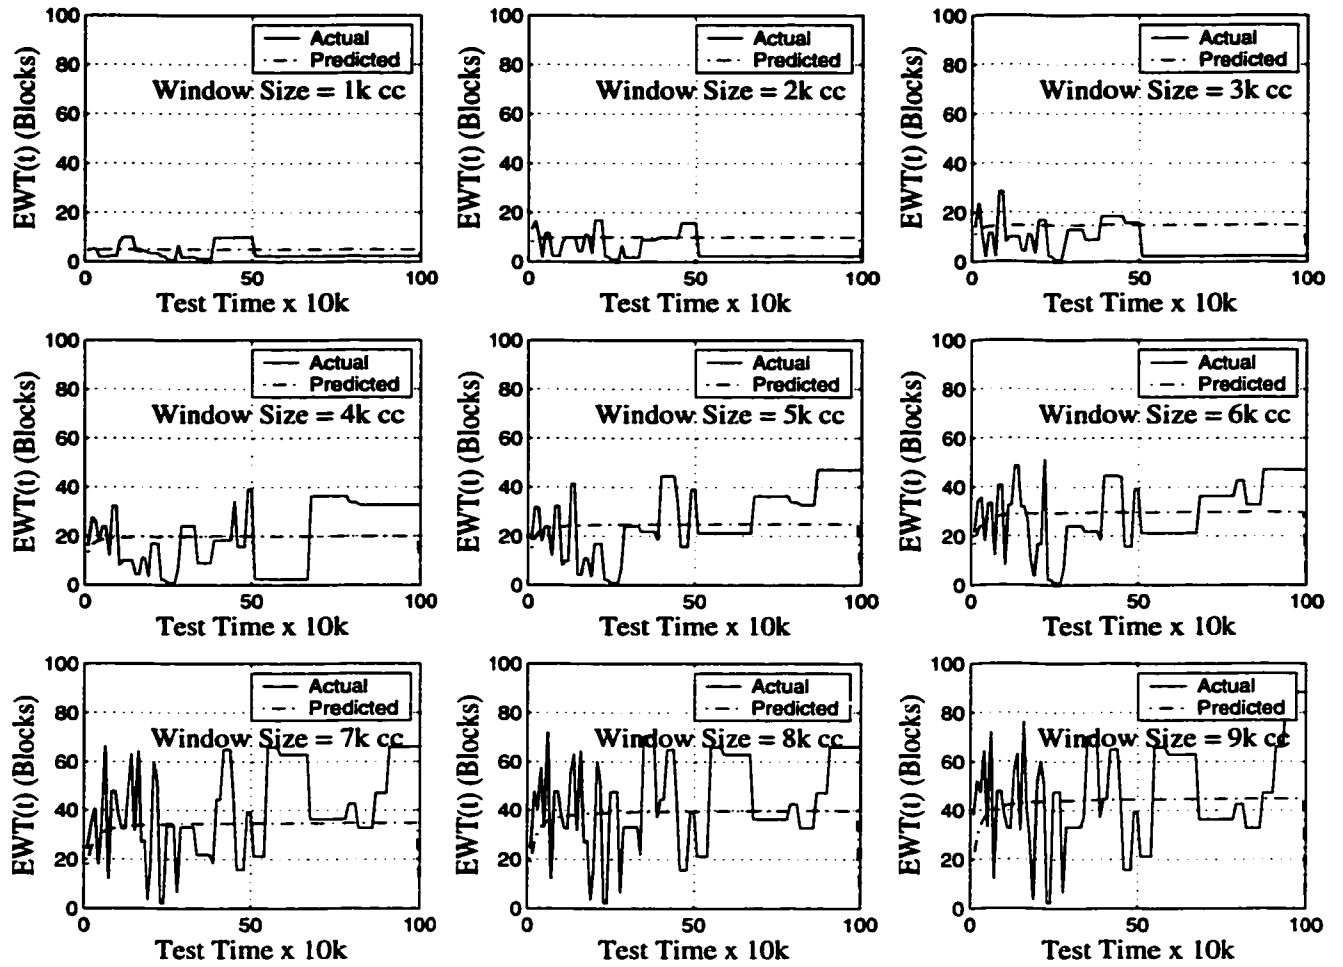 100
80
60
40
20
0
EWT(t) (Blocks)
Actual
Predicted
Window Size = 1k cc
0
50
100
Test Time x 10k
100
80
60
40
20
0
EWT(t) (Blocks)
Actual
Predicted
Window Size = 2k cc
0
50
100
Test Time x 10k
100
80
60
40
20
0
EWT(t) (Blocks)
Actual
Predicted
Window Size = 3k cc
0
50
100
Test Time x 10k
100
80
60
40
20
0
EWT(t) (Blocks)
Actual
Predicted
Window Size = 4k cc
0
50
100
Test Time x 10k
100
80
60
40
20
0
EWT(t) (Blocks)
Actual
Predicted
Window Size = 5k cc
0
50
100
Test Time x 10k
100
80
60
40
20
0
EWT(t) (Blocks)
Actual
Predicted
Window Size = 6k cc
0
50
100
Test Time x 10k
100
80
60
40
20
0
EWT(t) (Blocks)
Actual
Predicted
Window Size = 7k cc
0
50
100
Test Time x 10k
100
80
60
40
20
0
EWT(t) (Blocks)
Actual
Predicted
Window Size = 8k cc
0
50
100
Test Time x 10k
100
80
60
40
20
0
EWT(t) (Blocks)
Actual
Predicted
Window Size = 9k cc
0
50
100
Test Time x 10k